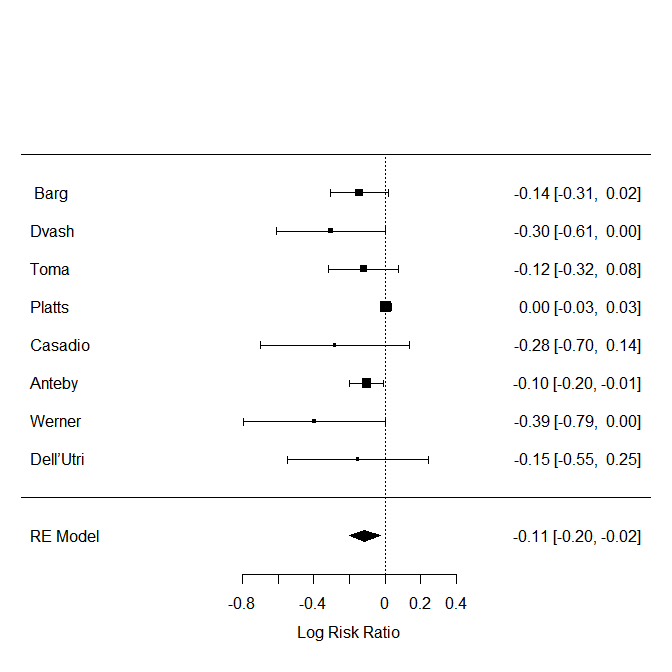 Barg -0.14 [-0.31, 0.02]
Dvash -0.30 [-0.61, 0.00]
Toma -0.12 [-0.32, 0.08]
Platts 0.00 [-0.03, 0.03]
Casadio -0.28 [-0.70, 0.14]
Anteby -0.10 [-0.20, -0.01]
Werner -0.39 [-0.79, 0.00]
Dell’Utri -0.15 [-0.55, 0.25]
RE Model -0.11 [-0.20, -0.02]
-0.8 -0.4 0 0.2 0.4
Log Risk Ratio